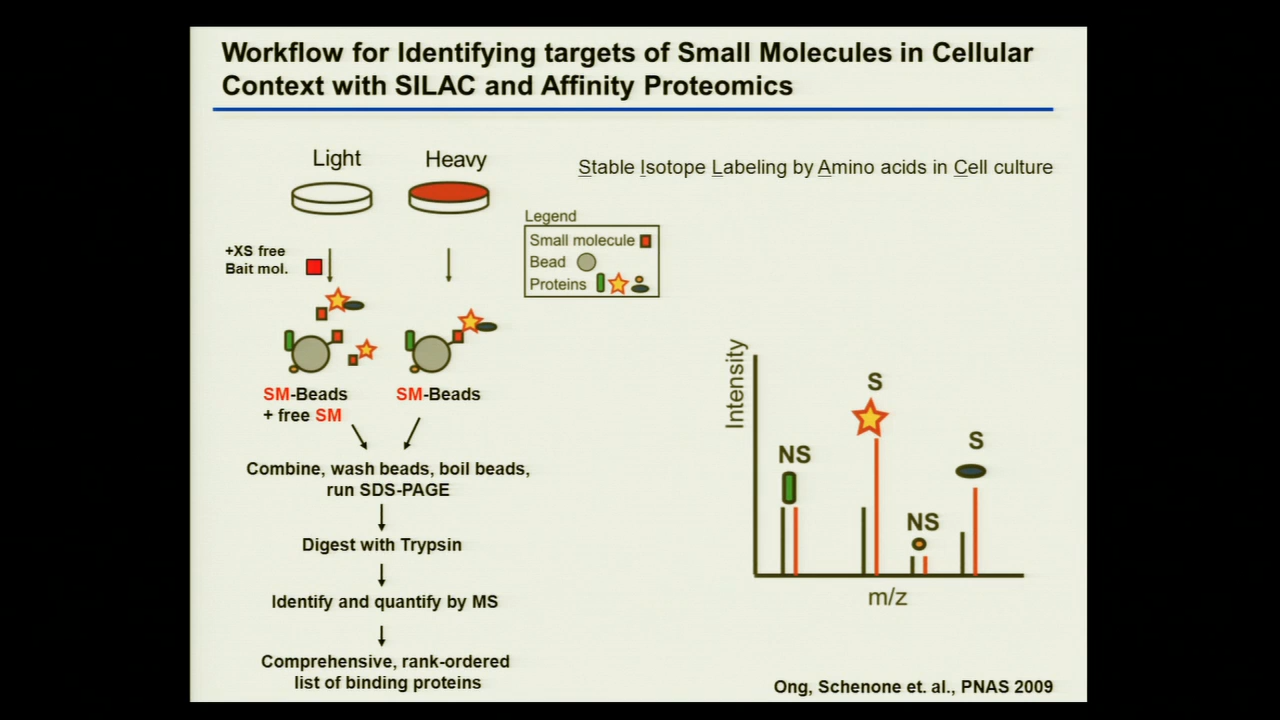 Workflow for Identifying targets of Small Molecules in Cellular
Context with SILAC and Affinity Proteomics
Light
Heavy
Stable Isotope Labeling by Amino acids in Cell culture
+XS free
Bait mol.
Legend
Small molecule
Bead
Proteins
SM-Beads
+ free SM
SM-Beads
Combine, wash beads, boil beads,
run SDS-PAGE
Digest with Trypsin
Identify and quantify by MS
Comprehensive, rank-ordered
list of binding proteins
Intensity
NS
S
NS
S
m/z
Ong, Schenone et. al., PNAS 2009